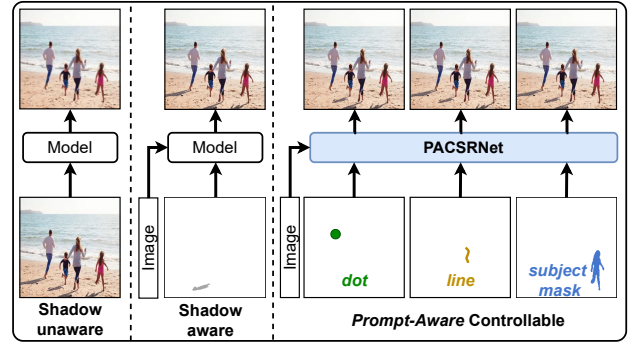 Model
Model
PACSRNet
Image
Image
dot
line
subject
mask
Shadow
unaware
Shadow
aware
Prompt-Aware Controllable